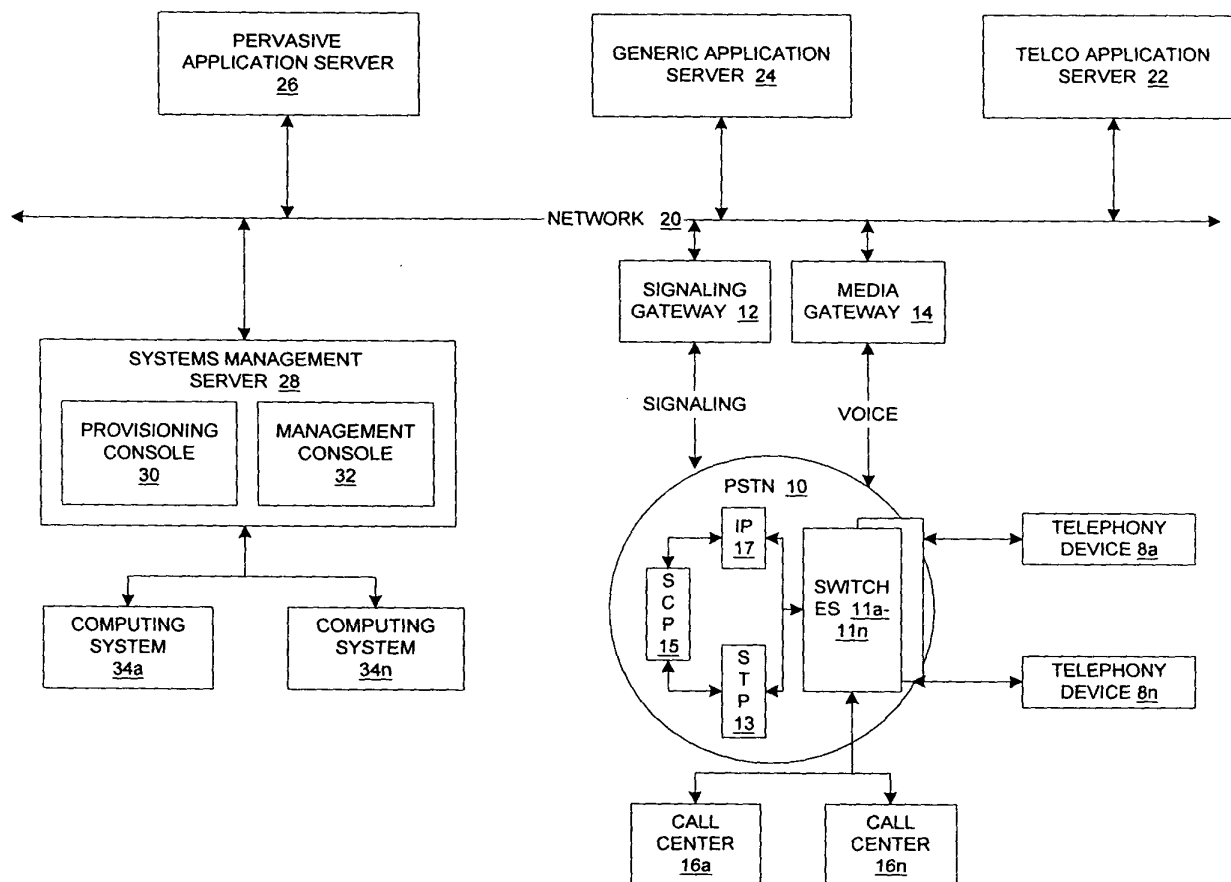 PERVASIVE
APPLICATION SERVER
26
GENERIC APPLICATION
SERVER 24
TELCO APPLICATION
SERVER 22
NETWORK 20
SIGNALING
GATEWAY 12
MEDIA
GATEWAY 14
SYSTEMS MANAGEMENT
SERVER 28
PROVISIONING
CONSOLE
30
MANAGEMENT
CONSOLE
32
SIGNALING
VOICE
PSTN 10
IP
17
S
C
P
15
S
T
P
13
SWITCH
ES 11a-
11n
TELEPHONY
DEVICE 8a
TELEPHONY
DEVICE 8n
COMPUTING
SYSTEM
34a
COMPUTING
SYSTEM
34n
CALL
CENTER
16a
CALL
CENTER
16n